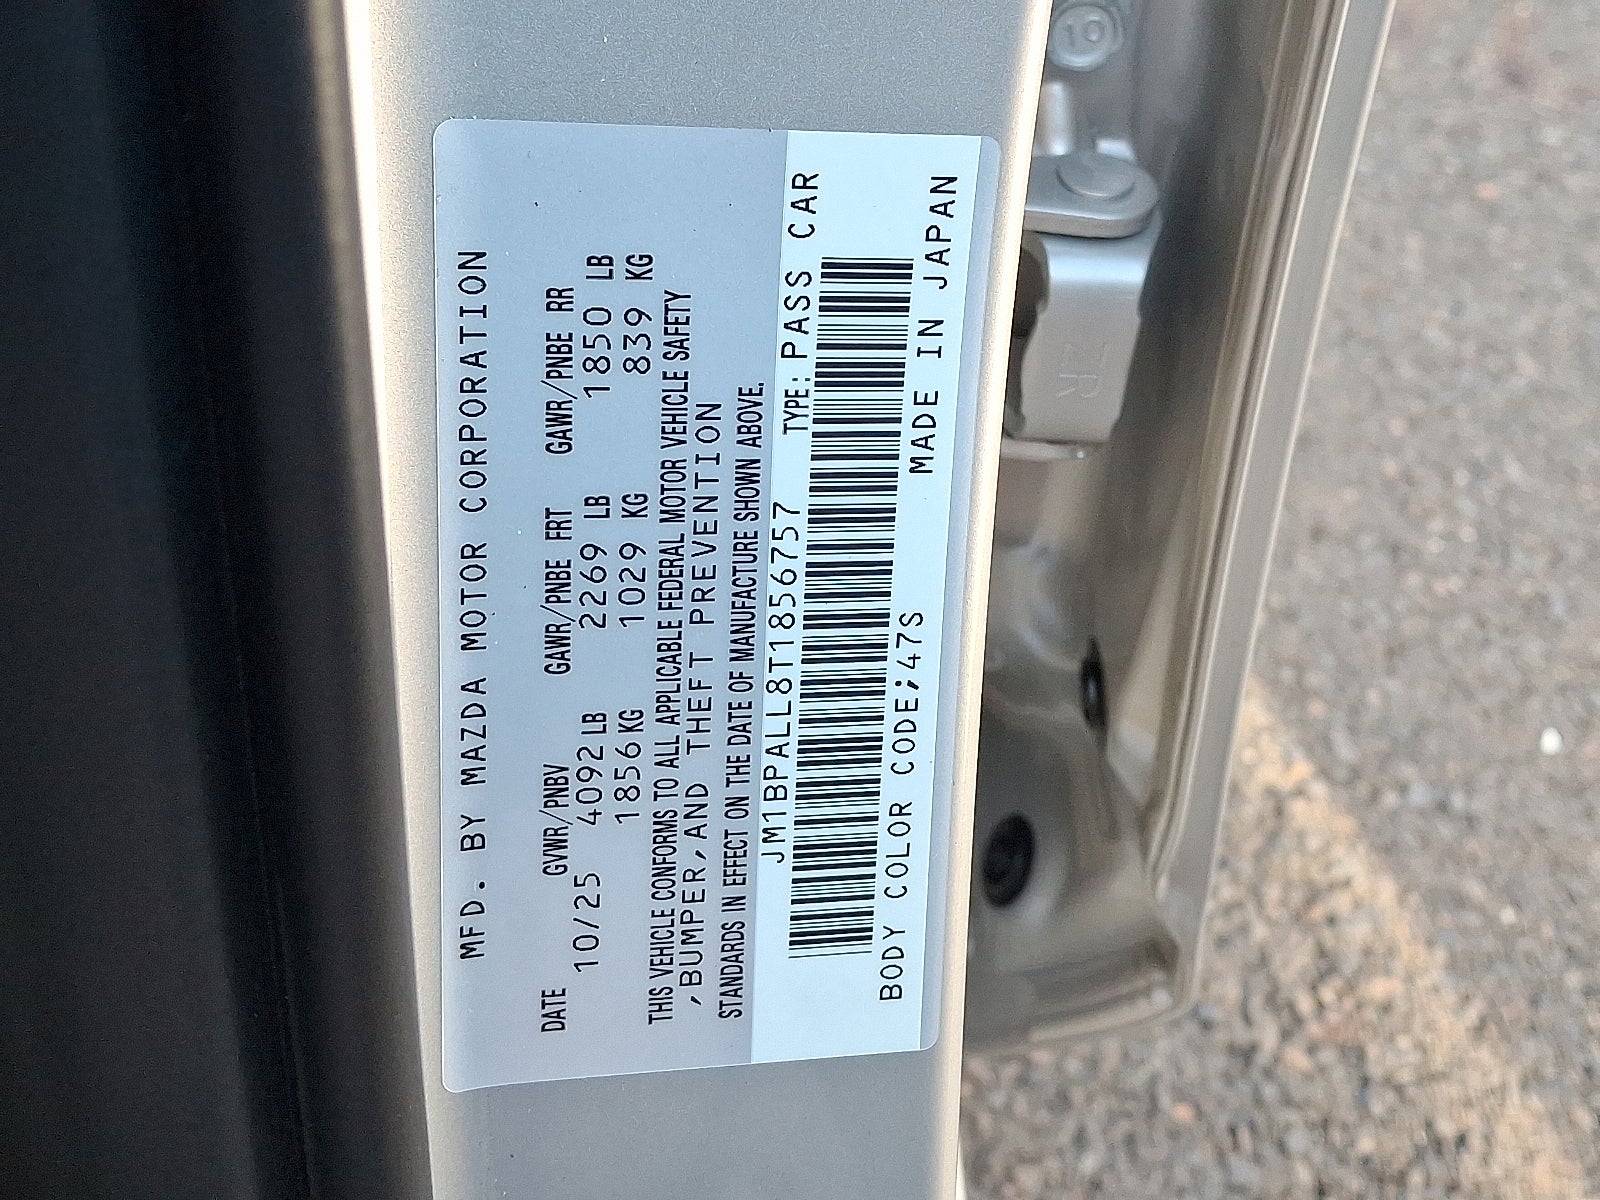 MFD. BY MAZDA MOTOR CORPORATION
DATE GVWR/PNBV GAWR/PNBE FRT GAWR/PNBE RR
10/25 4092 LB 2269 LB 1850 LB
1856 KG 1029 KG 839 KG
THIS VEHICLE CONFORMS TO ALL APPLICABLE FEDERAL MOTOR VEHICLE SAFETY
,BUMPER,AND THEFT PREVENTION
STANDARDS IN EFFECT ON THE DATE OF MANUFACTURE SHOWN ABOVE.
JM1BPALL8T1856757 TYPE: PASS CAR
BODY COLOR CODE;47S MADE IN JAPAN
10
R